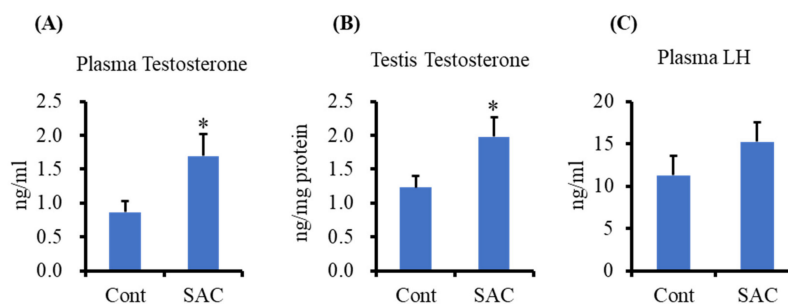 (A)
Plasma Testosterone
2.5
2.0
1.5
1.0
0.5
0.0
ng/ml
*
Cont SAC
(B)
Testis Testosterone
2.5
2.0
1.5
1.0
0.5
0.0
ng/mg protein
*
Cont SAC
(C)
Plasma LH
20
15
10
5
0
ng/ml
Cont SAC